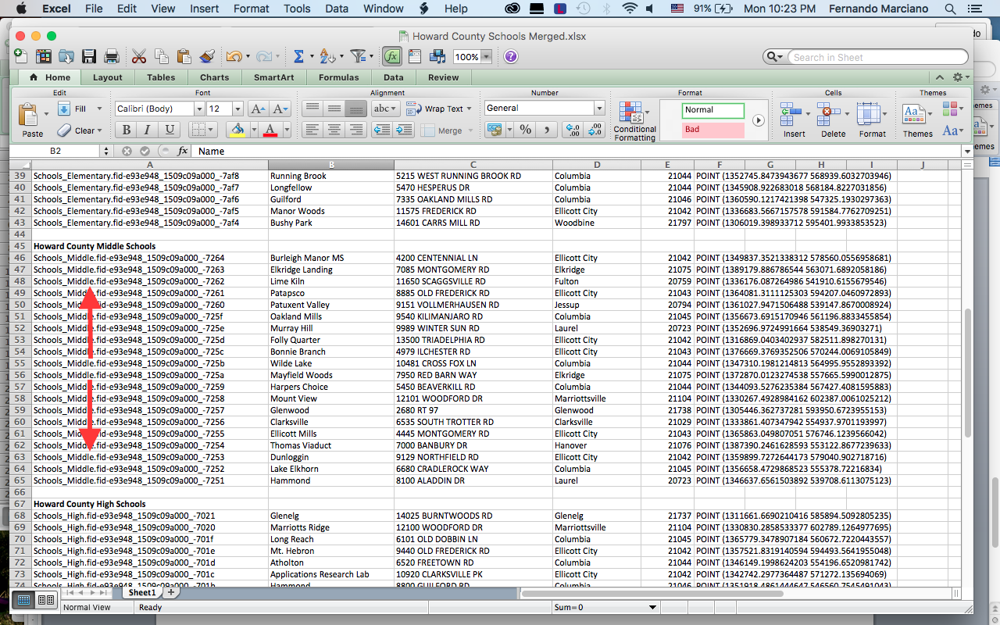 Excel File Edit View Insert Format Tools Data Window Help 91% Mon 10:23 PM Fernando Marciano
Howard County Schools Merged.xlsx
100% Search in Sheet
Home Layout Tables Charts SmartArt Formulas Data Review
Edit Font Alignment Number Format Cells Themes
Paste Fill Clear Calibri (Body) 12 A A abc Wrap Text General Conditional Formatting Normal Bad Insert Delete Format Themes Aa
B I U A Merge % ,
B2 fx Name
A B C D E F G H I J
39 Schools_Elementary.fid-e93e948_1509c09a000_-7af8 Running Brook 5215 WEST RUNNING BROOK RD Columbia 21044 POINT (1352745.8473943677 568939.6032703946)
40 Schools_Elementary.fid-e93e948_1509c09a000_-7af7 Longfellow 5470 HESPERUS DR Columbia 21044 POINT (1345908.922683018 568184.8227031856)
41 Schools_Elementary.fid-e93e948_1509c09a000_-7af6 Guilford 7335 OAKLAND MILLS RD Columbia 21046 POINT (1360590.1217421398 547325.1930297363)
42 Schools_Elementary.fid-e93e948_1509c09a000_-7af5 Manor Woods 11575 FREDERICK RD Ellicott City 21042 POINT (1336683.5667157578 591584.7762709251)
43 Schools_Elementary.fid-e93e948_1509c09a000_-7af4 Bushy Park 14601 CARRS MILL RD Woodbine 21797 POINT (1306019.398933712 595401.9933853523)
44
45 Howard County Middle Schools
46 Schools_Middle.fid-e93e948_1509c09a000_-7264 Burleigh Manor MS 4200 CENTENNIAL LN Ellicott City 21042 POINT (1349837.3521338312 578560.0556958681)
47 Schools_Middle.fid-e93e948_1509c09a000_-7263 Elkridge Landing 7085 MONTGOMERY RD Elkridge 21075 POINT (1389179.886786544 563071.6892058186)
48 Schools_Middle.fid-e93e948_1509c09a000_-7262 Lime Kiln 11650 SCAGGSVILLE RD Fulton 20759 POINT (1336176.087264986 541910.6155679546)
49 Schools_Middle.fid-e93e948_1509c09a000_-7261 Patapsco 8885 OLD FREDERICK RD Ellicott City 21043 POINT (1364081.3111125303 594207.0460972893)
50 Schools_Middle.fid-e93e948_1509c09a000_-7260 Patuxent Valley 9151 VOLLMERHAUSEN RD Jessup 20794 POINT (1361027.9471506488 539147.8670008924)
51 Schools_Middle.fid-e93e948_1509c09a000_-725f Oakland Mills 9540 KILIMANJARO RD Columbia 21045 POINT (1356673.6915170946 561196.8833455854)
52 Schools_Middle.fid-e93e948_1509c09a000_-725e Murray Hill 9989 WINTER SUN RD Laurel 20723 POINT (1352696.9724991664 538549.36903271)
53 Schools_Middle.fid-e93e948_1509c09a000_-725d Folly Quarter 13500 TRIADELPHIA RD Ellicott City 21042 POINT (1316869.0403402937 582511.898270131)
54 Schools_Middle.fid-e93e948_1509c09a000_-725c Bonnie Branch 4979 ILCHESTER RD Ellicott City 21043 POINT (1376669.3769352506 570244.0069105849)
55 Schools_Middle.fid-e93e948_1509c09a000_-725b Wilde Lake 10481 CROSS FOX LN Columbia 21044 POINT (1347310.1981214813 564995.9552893392)
56 Schools_Middle.fid-e93e948_1509c09a000_-725a Mayfield Woods 7950 RED BARN WAY Elkridge 21075 POINT (1372870.0123274538 557665.5990012875)
57 Schools_Middle.fid-e93e948_1509c09a000_-7259 Harpers Choice 5450 BEAVERKILL RD Columbia 21044 POINT (1344093.5276235384 567427.4081595883)
58 Schools_Middle.fid-e93e948_1509c09a000_-7258 Mount View 12101 WOODFORD DR Marriottsville 21104 POINT (1330267.4928984162 602387.0061025212)
59 Schools_Middle.fid-e93e948_1509c09a000_-7257 Glenwood 2680 RT 97 Glenwood 21738 POINT (1305446.362737281 593950.6723955153)
60 Schools_Middle.fid-e93e948_1509c09a000_-7256 Clarksville 6535 SOUTH TROTTER RD Clarksville 21029 POINT (1333861.407347942 554937.9701193997)
61 Schools_Middle.fid-e93e948_1509c09a000_-7255 Ellicott Mills 4445 MONTGOMERY RD Ellicott City 21043 POINT (1365863.049807051 576746.1239566042)
62 Schools_Middle.fid-e93e948_1509c09a000_-7254 Thomas Viaduct 7000 BANBURY DR Hanover 21076 POINT (1387390.2461628593 553122.8677239633)
63 Schools_Middle.fid-e93e948_1509c09a000_-7253 Dunloggin 9129 NORTHFIELD RD Ellicott City 21042 POINT (1359899.7272644173 579040.902718716)
64 Schools_Middle.fid-e93e948_1509c09a000_-7252 Lake Elkhorn 6680 CRADLEROCK WAY Columbia 21045 POINT (1356658.4729868523 555378.72216834)
65 Schools_Middle.fid-e93e948_1509c09a000_-7251 Hammond 8100 ALADDIN DR Laurel 20723 POINT (1346637.6561503892 539708.6113075123)
66
67 Howard County High Schools
68 Schools_High.fid-e93e948_1509c09a000_-7021 Glenelg 14025 BURNTWOODS RD Glenelg 21737 POINT (1311661.6690210416 585894.5092805235)
69 Schools_High.fid-e93e948_1509c09a000_-7020 Marriotts Ridge 12100 WOODFORD DR Marriottsville 21104 POINT (1330830.2858533377 602789.1264977695)
70 Schools_High.fid-e93e948_1509c09a000_-701f Long Reach 6101 OLD DOBBIN LN Columbia 21045 POINT (1365779.3478907184 560672.7220443557)
71 Schools_High.fid-e93e948_1509c09a000_-701e Mt. Hebron 9440 OLD FREDERICK RD Ellicott City 21042 POINT (1357521.8319140594 594493.5641955048)
72 Schools_High.fid-e93e948_1509c09a000_-701d Atholton 6520 FREETOWN RD Columbia 21044 POINT (1346149.1998624203 554196.6520981742)
73 Schools_High.fid-e93e948_1509c09a000_-701c Applications Research Lab 10920 CLARKSVILLE PK Ellicott City 21042 POINT (1342742.2977364487 571272.135694069)
74 Schools_High.fid-e93e948_1509c09a000_-701b Hammond 8800 GUILFORD RD Columbia 21046 POINT (1351918.4861444647 546560.7545491043)
Sheet1
Normal View Ready Sum=0